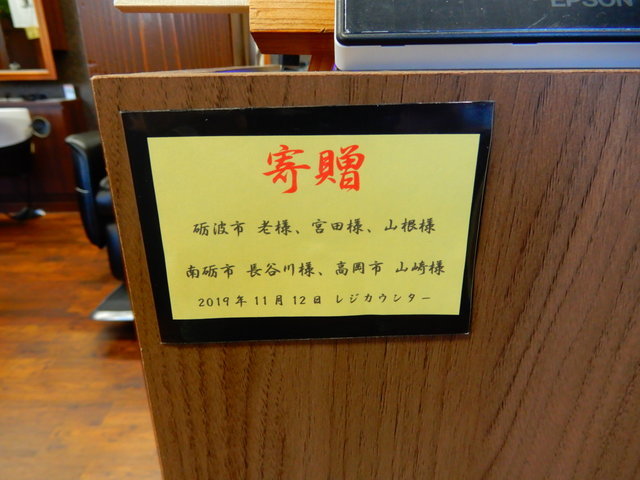 EPSON
寄贈
砺波市 老様、宮田様、山根様
南砺市 長谷川様、高岡市 山崎様
2019年11月12日 レジカウンター